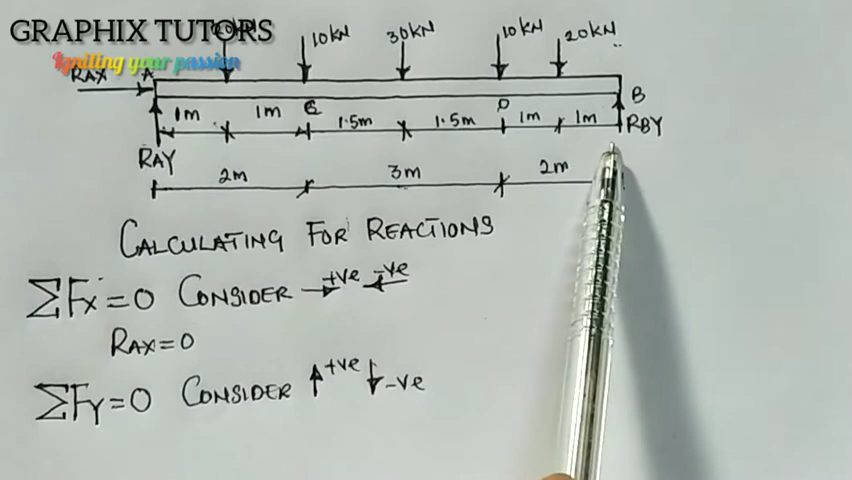 GRAPHIX TUTORS
Igniting your passion
10KN 30KN 10KN 20KN
RAX A
B
1m 1m C 1.5m 1.5m D 1m 1m RBY
RAY
2m 3m 2m
CALCULATING FOR REACTIONS
ΣFx=0 CONSIDER → +ve ← -ve
RAX=0
ΣFy=0 CONSIDER ↑ +ve ↓ -ve